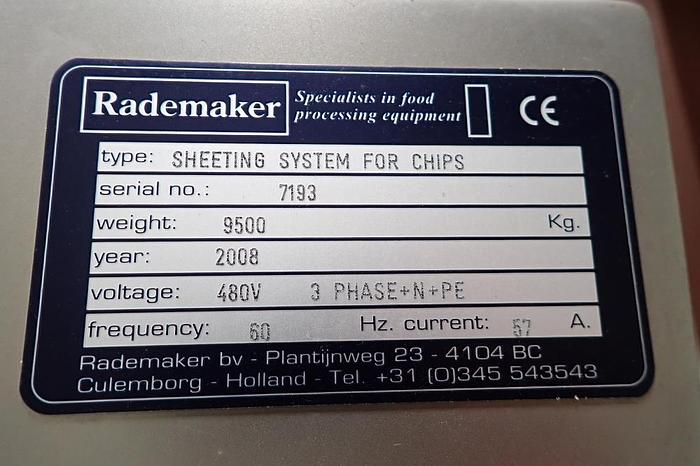 Rademaker
Specialists in food
processing equipment
CE
type: SHEETING SYSTEM FOR CHIPS
serial no.: 7193
weight: 9500 Kg.
year: 2008
voltage: 480V 3 PHASE+N+PE
frequency: 60 Hz. current: 57 A.
Rademaker bv - Plantijnweg 23 - 4104 BC
Culemborg - Holland - Tel. +31 (0)345 543543